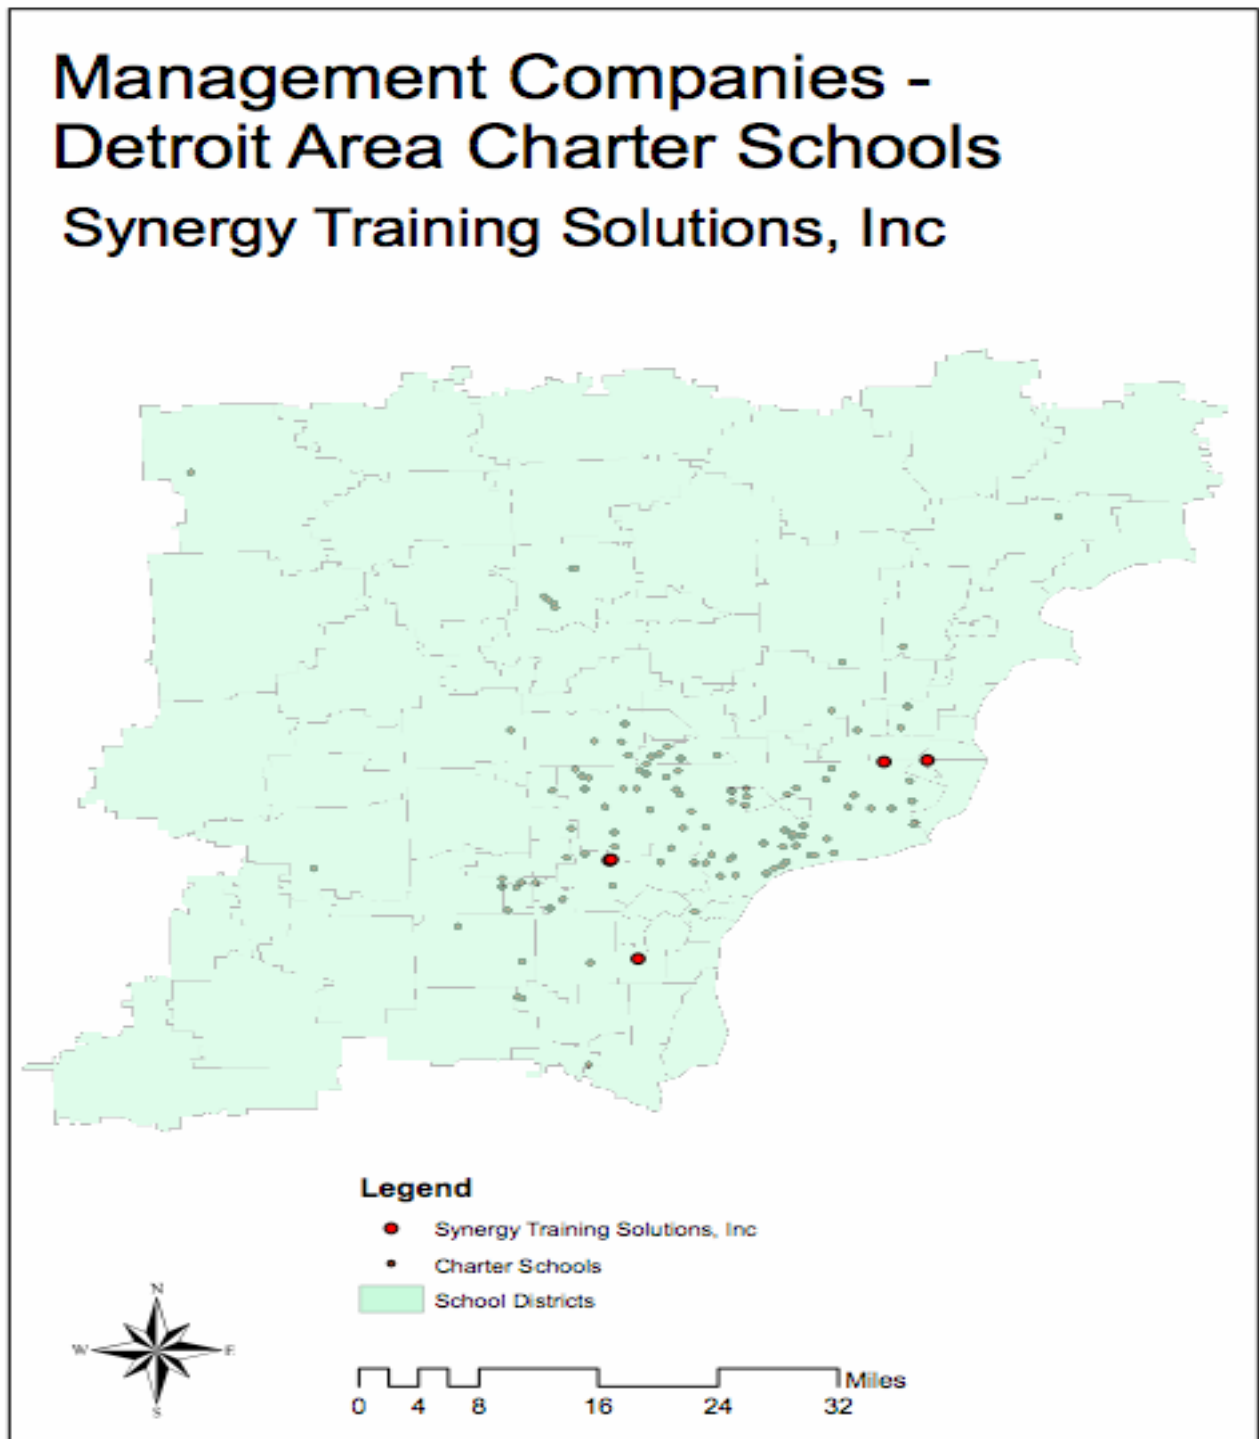 Management Companies -
Detroit Area Charter Schools
Synergy Training Solutions, Inc
Legend
Synergy Training Solutions, Inc
Charter Schools
School Districts
N
W E
S
Miles
0 4 8 16 24 32